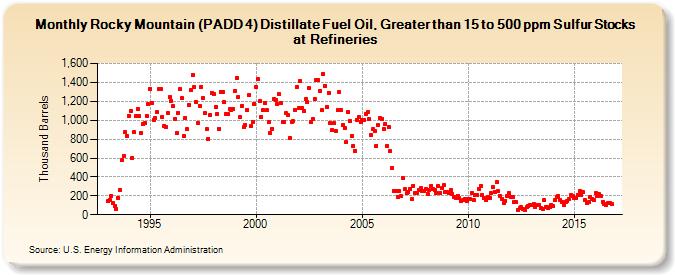 Monthly Rocky Mountain (PADD 4) Distillate Fuel Oil, Greater than 15 to 500 ppm Sulfur Stocks
at Refineries
Thousand Barrels
1,600
1,400
1,200
1,000
800
600
400
200
0
1995 2000 2005 2010 2015
Source: U.S. Energy Information Administration